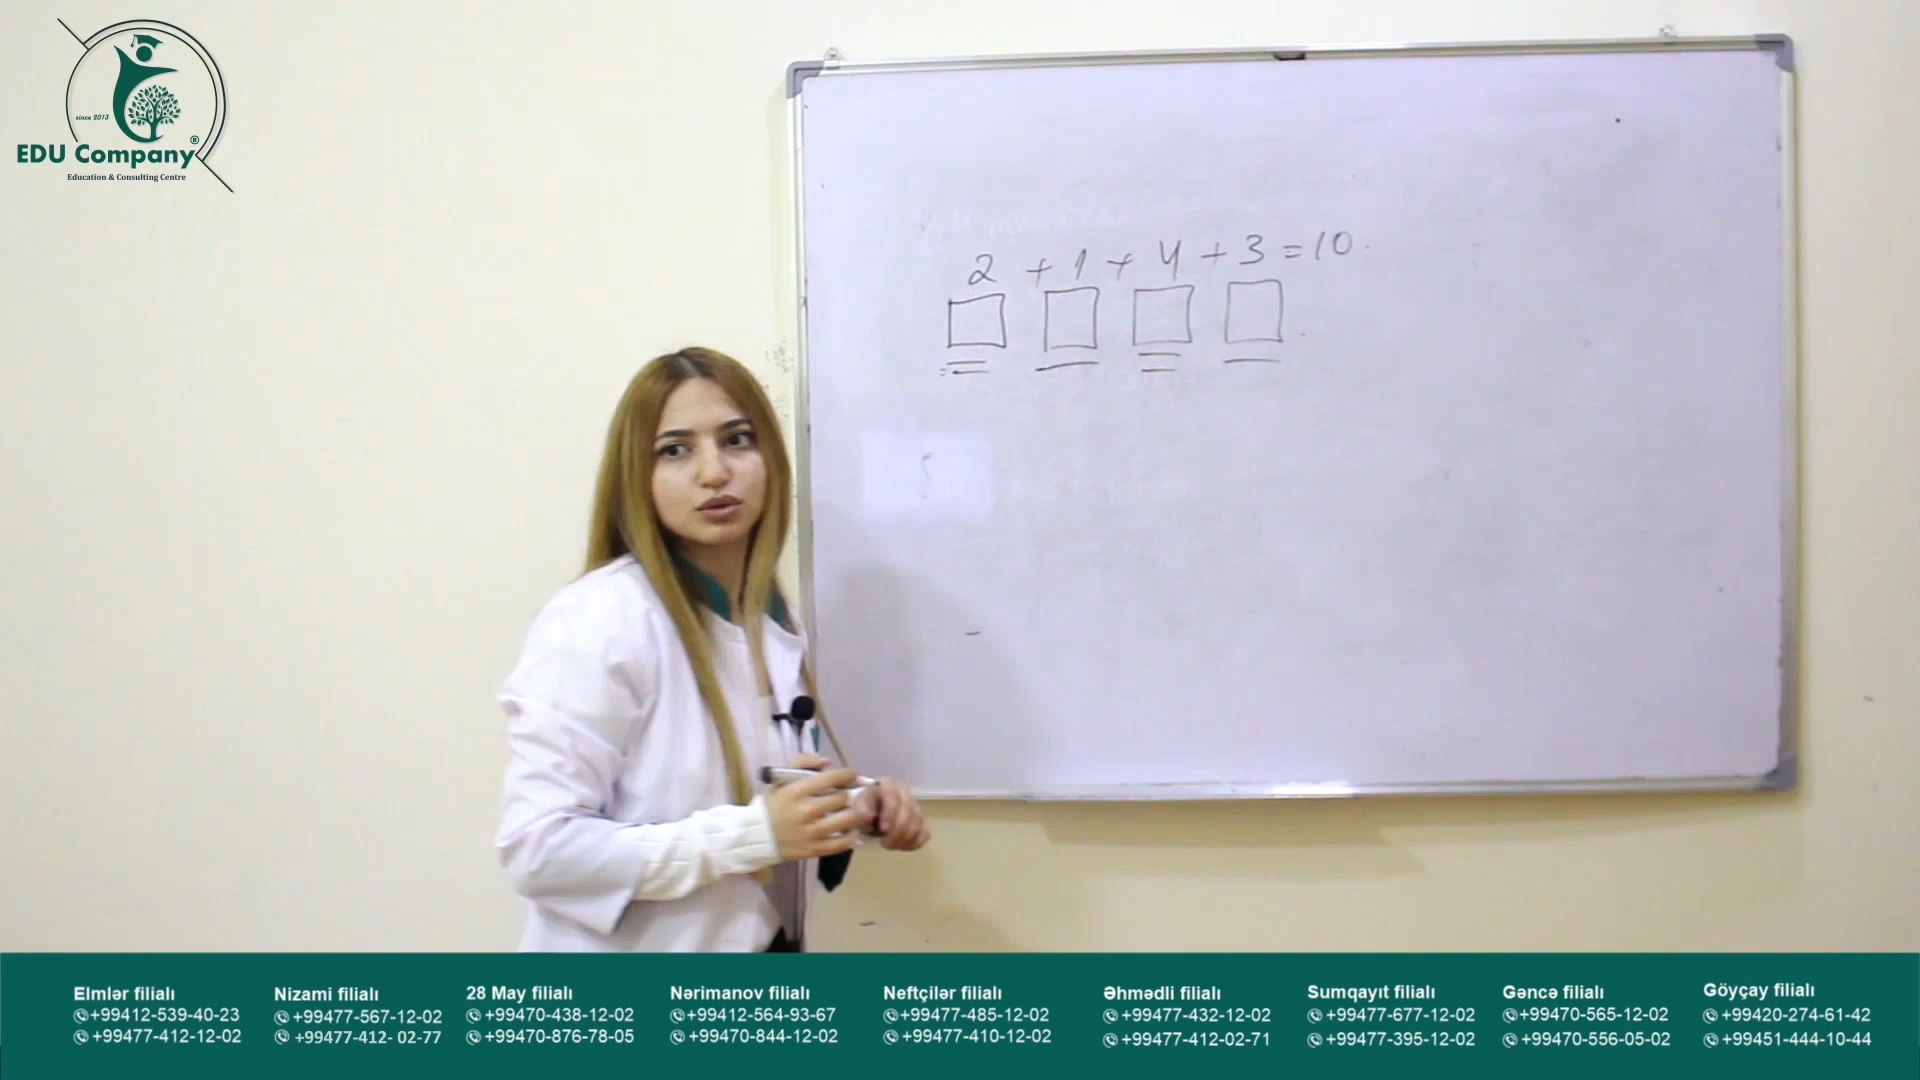 since 2013
EDU Company®
Education & Consulting Centre
2 + 1 + 4 + 3 = 10.
Elmlər filialı
+99412-539-40-23
+99477-412-12-02
Nizami filialı
+99477-567-12-02
+99477-412- 02-77
28 May filialı
+99470-438-12-02
+99470-876-78-05
Nərimanov filialı
+99412-564-93-67
+99470-844-12-02
Neftçilər filialı
+99477-485-12-02
+99477-410-12-02
Əhmədli filialı
+99477-432-12-02
+99477-412-02-71
Sumqayıt filialı
+99477-677-12-02
+99477-395-12-02
Gəncə filialı
+99470-565-12-02
+99470-556-05-02
Göyçay filialı
+99420-274-61-42
+99451-444-10-44